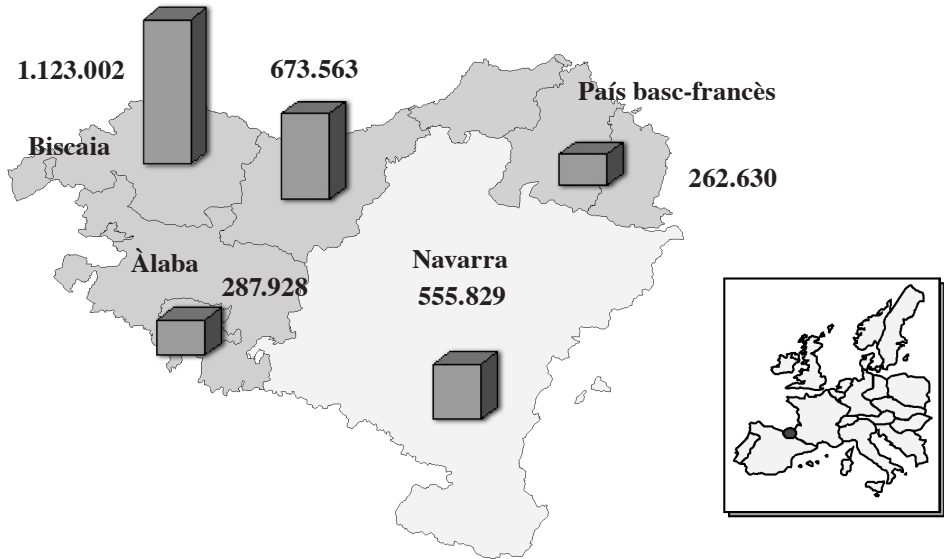 1.123.002
673.563
País basc-francès
Biscaia
262.630
Àlaba
287.928
Navarra
555.829